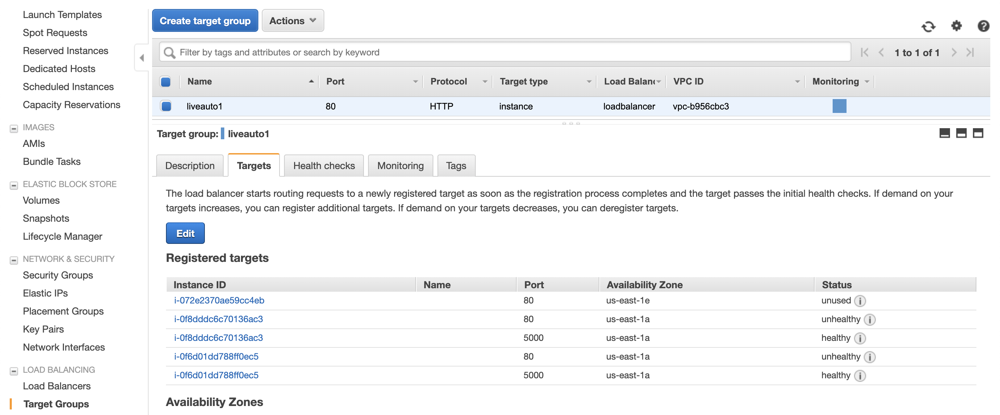 Launch Templates
Spot Requests
Reserved Instances
Dedicated Hosts
Scheduled Instances
Capacity Reservations
IMAGES
AMIs
Bundle Tasks
ELASTIC BLOCK STORE
Volumes
Snapshots
Lifecycle Manager
NETWORK & SECURITY
Security Groups
Elastic IPs
Placement Groups
Key Pairs
Network Interfaces
LOAD BALANCING
Load Balancers
Target Groups
Create target group Actions
Filter by tags and attributes or search by keyword 1 to 1 of 1
Name Port Protocol Target type Load Balanc VPC ID Monitoring
liveauto1 80 HTTP instance loadbalancer vpc-b956cbc3
Target group: liveauto1
Description Targets Health checks Monitoring Tags
The load balancer starts routing requests to a newly registered target as soon as the registration process completes and the target passes the initial health checks. If demand on your
targets increases, you can register additional targets. If demand on your targets decreases, you can deregister targets.
Edit
Registered targets
Instance ID Name Port Availability Zone Status
i-072e2370ae59cc4eb 80 us-east-1e unused
i-0f8dddc6c70136ac3 80 us-east-1a unhealthy
i-0f8dddc6c70136ac3 5000 us-east-1a healthy
i-0f6d01dd788ff0ec5 80 us-east-1a unhealthy
i-0f6d01dd788ff0ec5 5000 us-east-1a healthy
Availability Zones